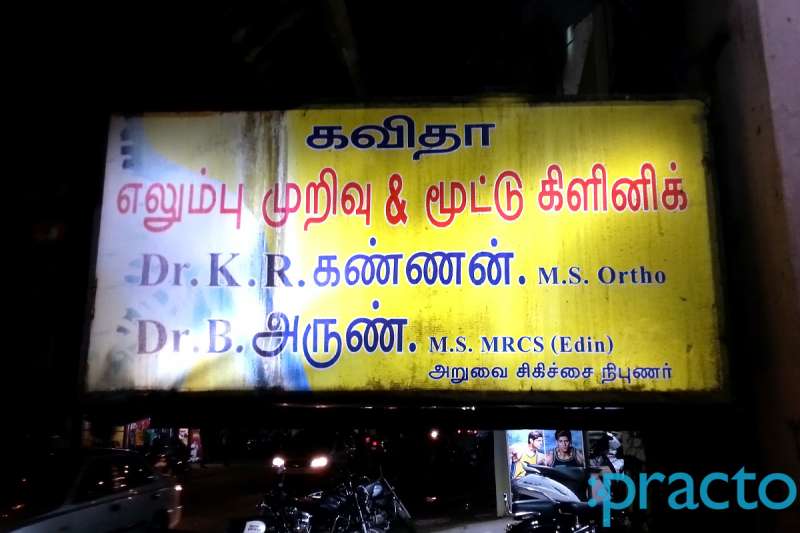 கவிதா
எலும்பு முறிவு & மூட்டு கிளினிக்
Dr.K.R.கண்ணன். M.S. Ortho
Dr.B.அருண். M.S. MRCS (Edin)
அறுவை சிகிச்சை நிபுணர்
:practo